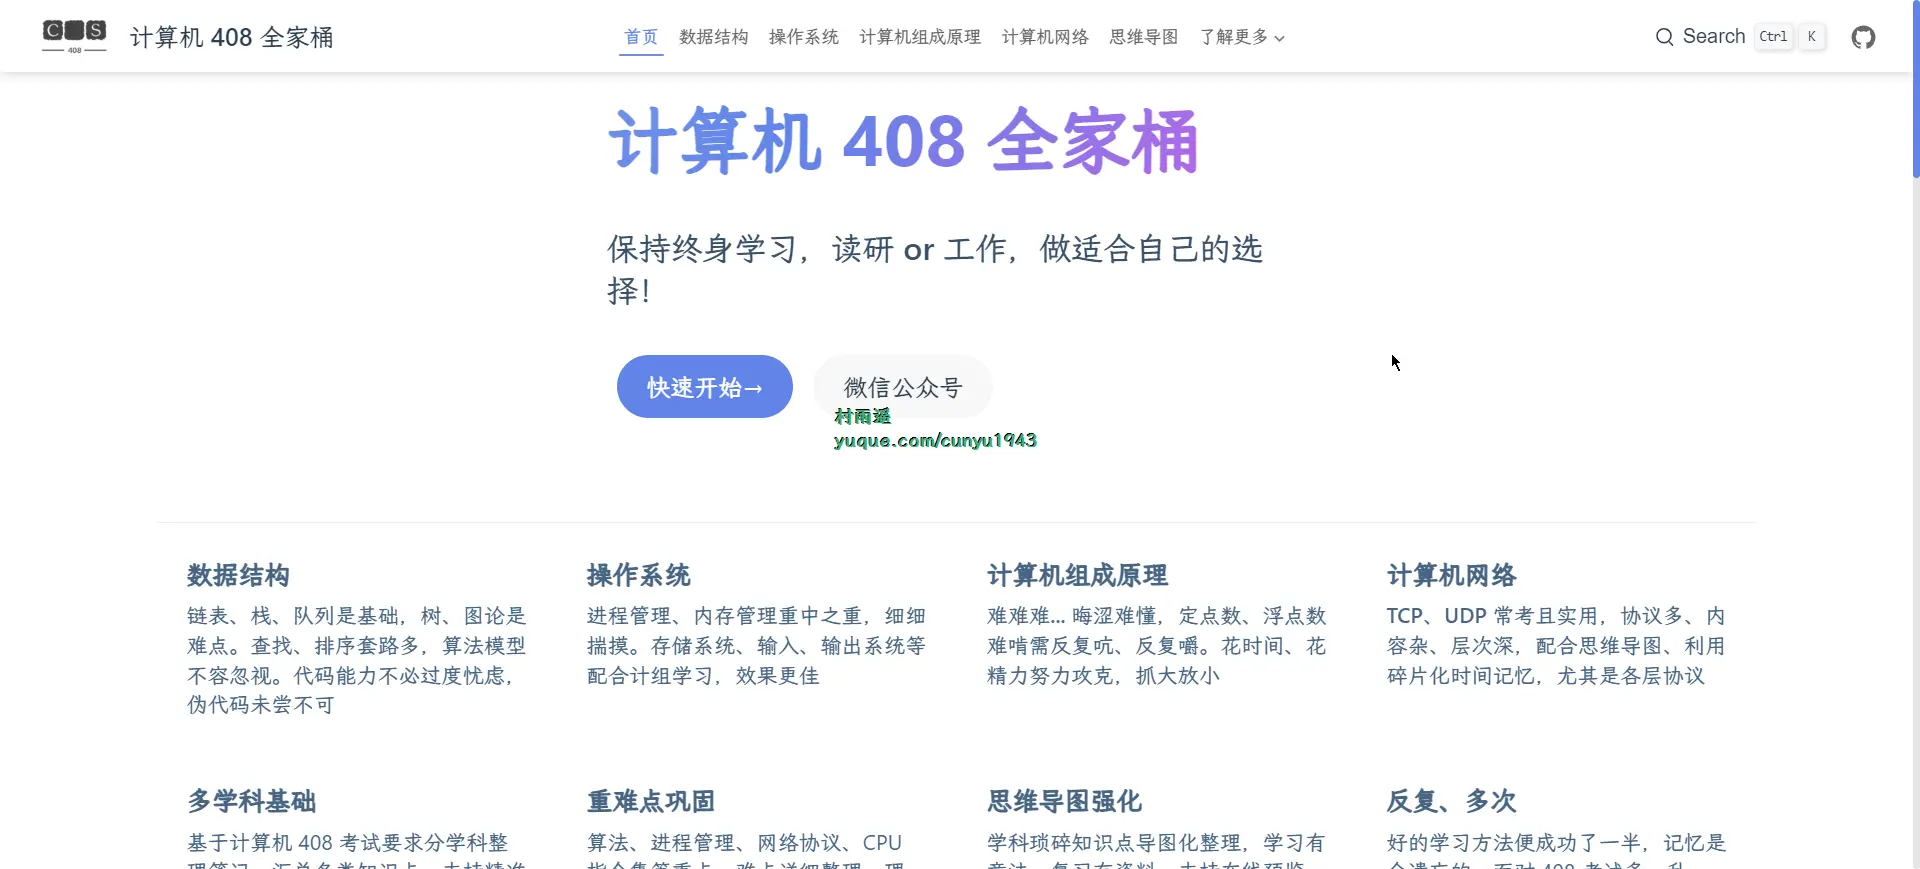 CS
408
计算机 408 全家桶
首页 数据结构 操作系统 计算机组成原理 计算机网络 思维导图 了解更多
Search Ctrl K
计算机 408 全家桶
保持终身学习，读研 or 工作，做适合自己的选
择！
快速开始→ 微信公众号
村雨遥
yuque.com/cunyu1943
数据结构
链表、栈、队列是基础，树、图论是
难点。查找、排序套路多，算法模型
不容忽视。代码能力不必过度忧虑，
伪代码未尝不可
操作系统
进程管理、内存管理重中之重，细细
揣摸。存储系统、输入、输出系统等
配合计组学习，效果更佳
计算机组成原理
难难难... 晦涩难懂，定点数、浮点数
难啃需反复吭、反复嚼。花时间、花
精力努力攻克，抓大放小
计算机网络
TCP、UDP 常考且实用，协议多、内
容杂、层次深，配合思维导图、利用
碎片化时间记忆，尤其是各层协议
多学科基础
基于计算机 408 考试要求分学科整
重难点巩固
算法、进程管理、网络协议、CPU
思维导图强化
学科琐碎知识点导图化整理，学习有
反复、多次
好的学习方法便成功了一半，记忆是